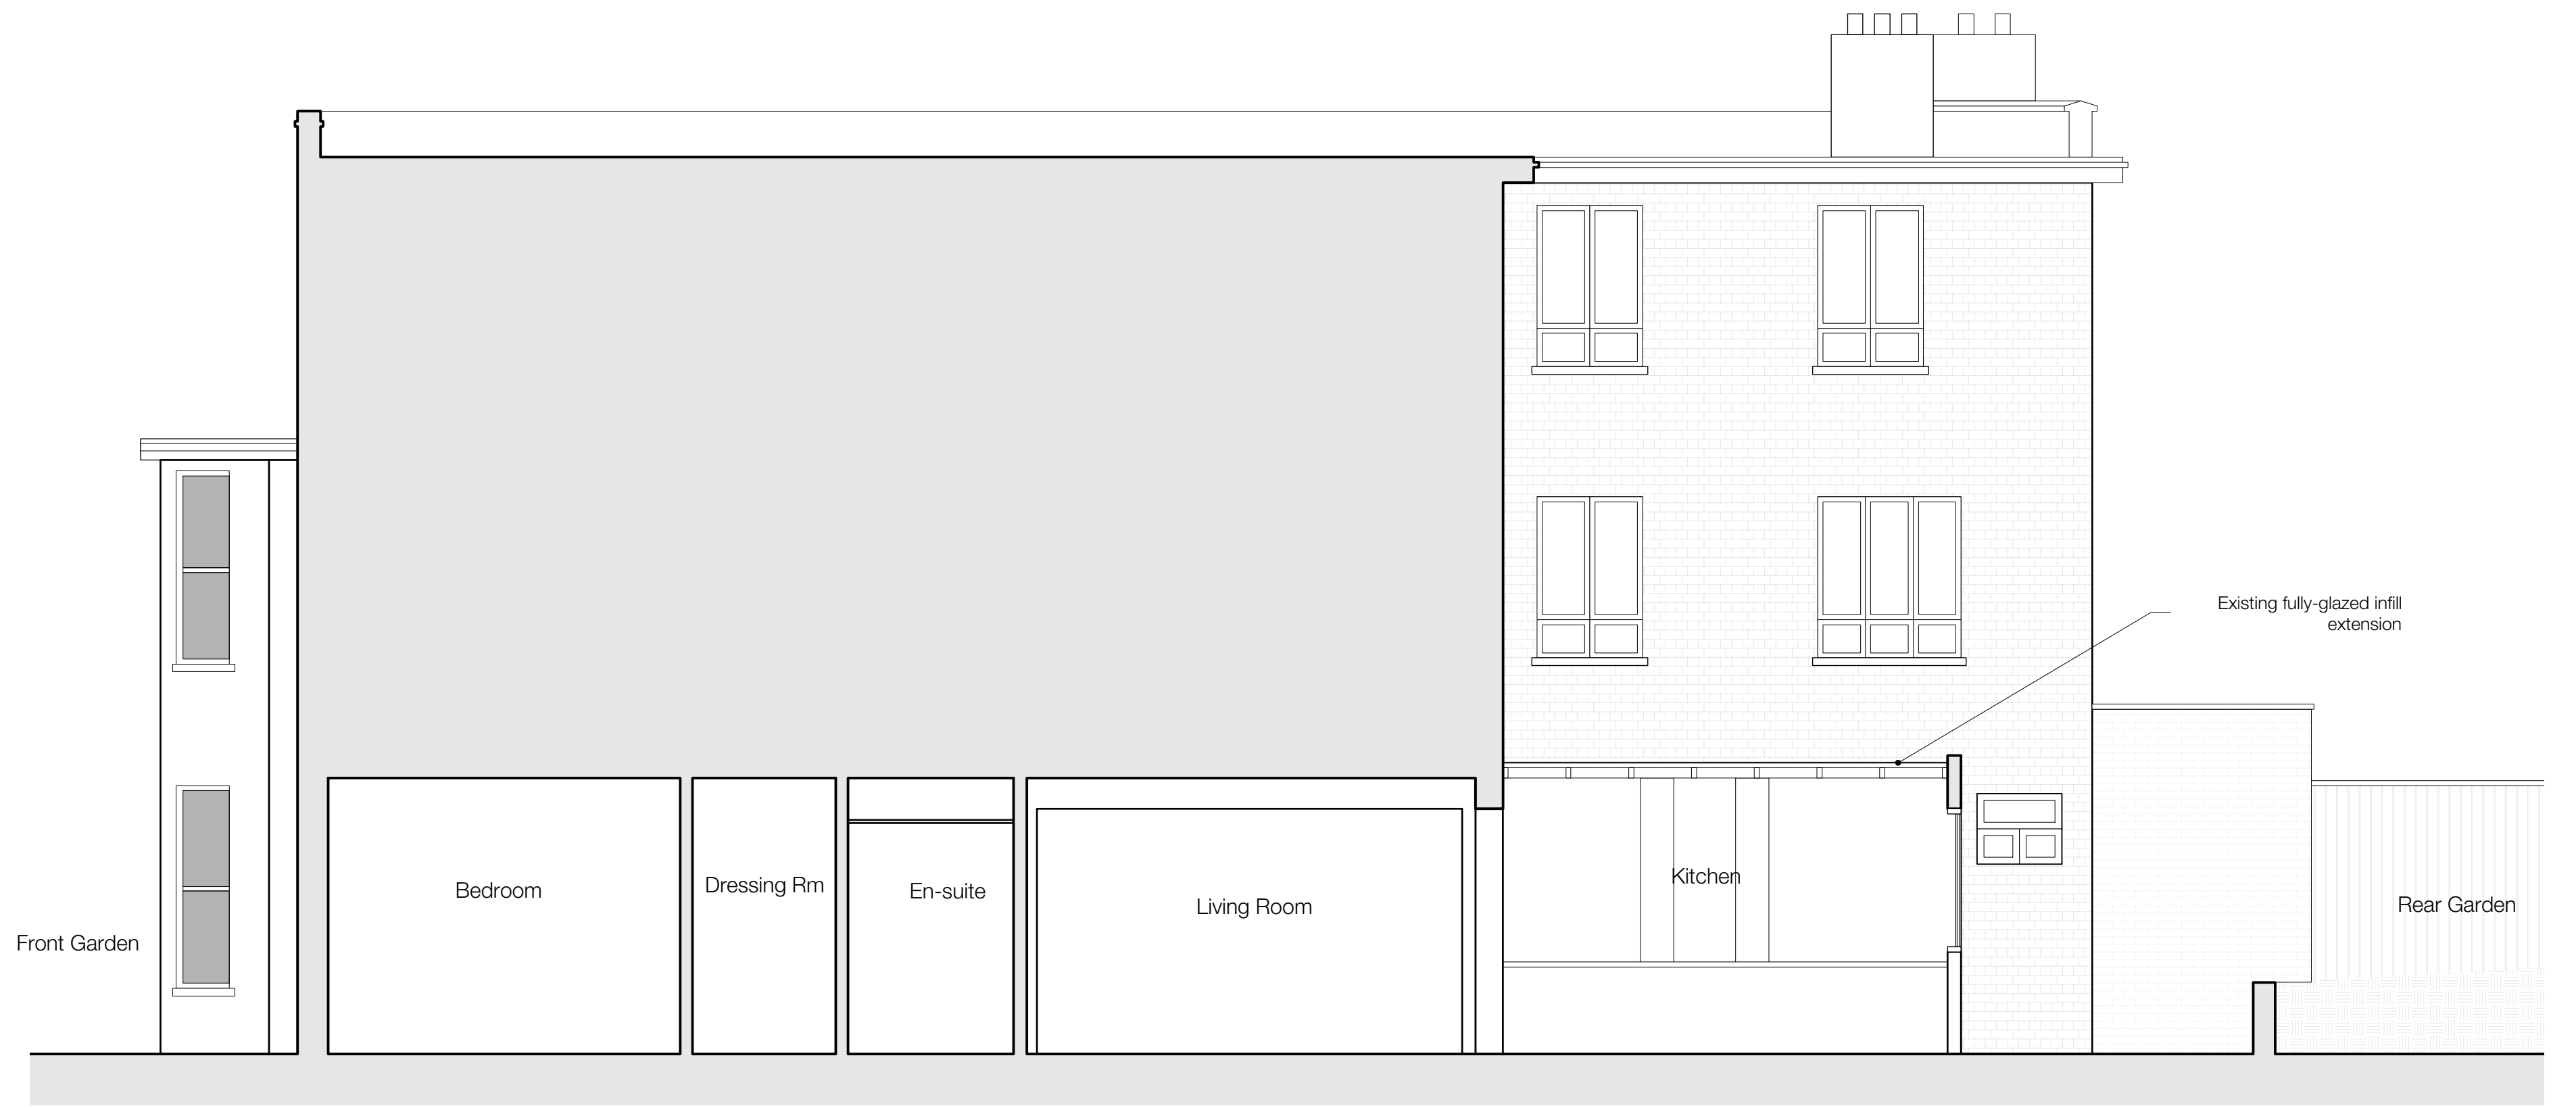 Existing fully-glazed infill
extension
Bedroom
Dressing Rm
En-suite
Living Room
Kitchen
Rear Garden
Front Garden